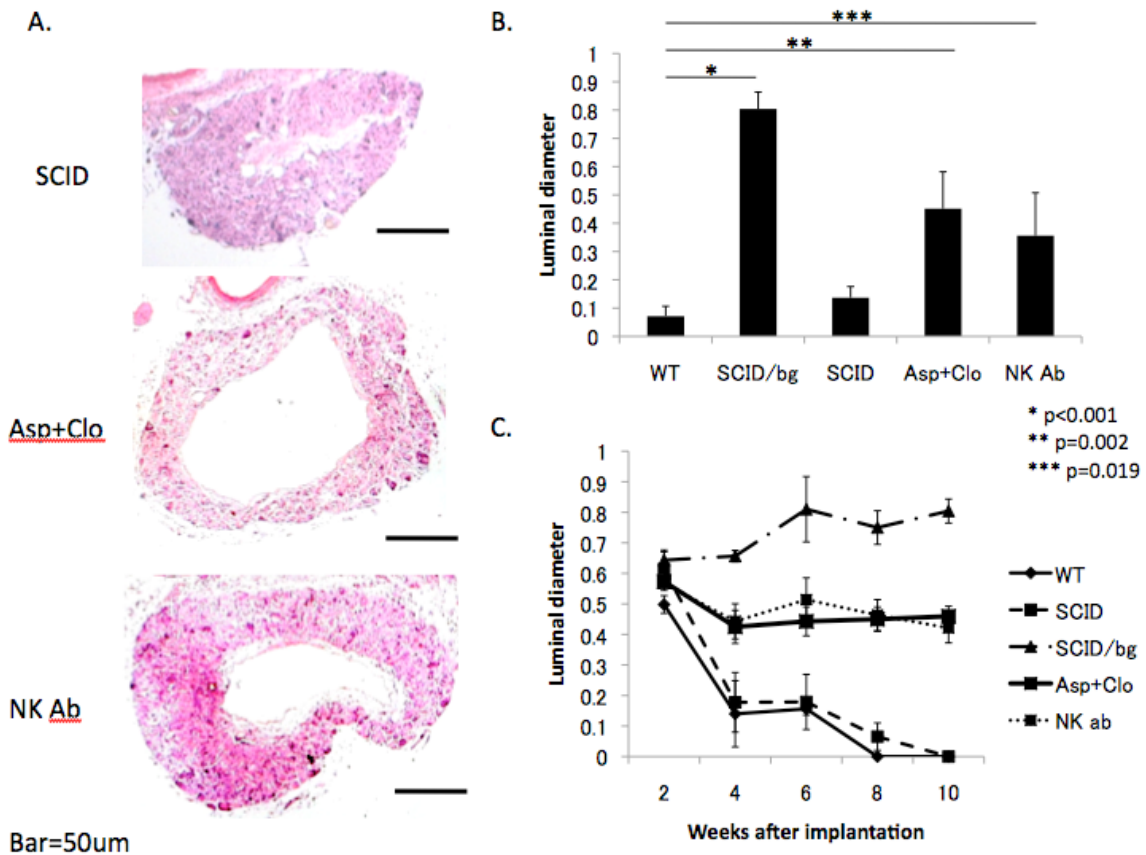 A.
SCID
Asp+Clo
NK Ab
Bar=50um
B.
***
**
*
Luminal diameter
1
0.9
0.8
0.7
0.6
0.5
0.4
0.3
0.2
0.1
0
WT SCID/bg SCID Asp+Clo NK Ab
* p<0.001
** p=0.002
*** p=0.019
C.
Luminal diameter
1
0.9
0.8
0.7
0.6
0.5
0.4
0.3
0.2
0.1
0
2 4 6 8 10
Weeks after implantation
WT
SCID
SCID/bg
Asp+Clo
NK ab